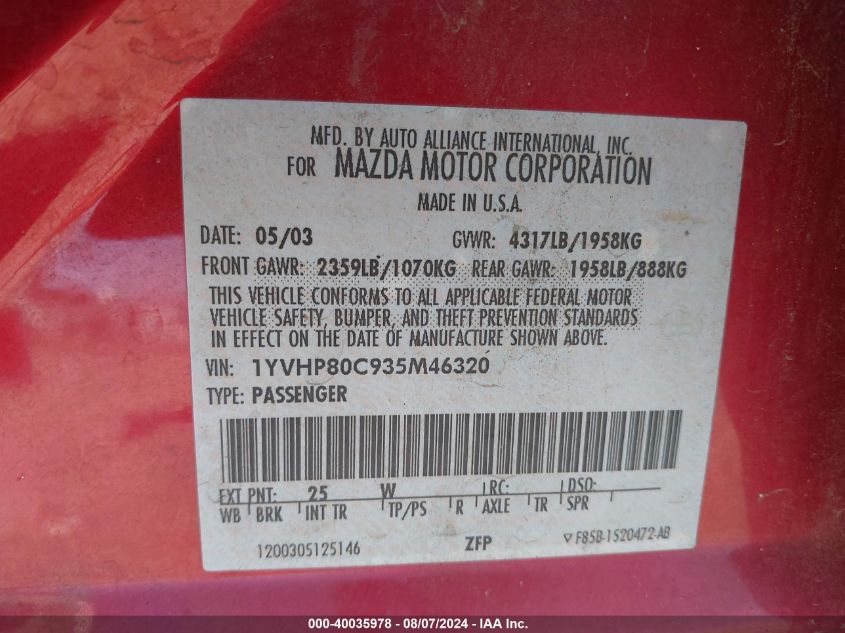 MFD. BY AUTO ALLIANCE INTERNATIONAL, INC.
FOR MAZDA MOTOR CORPORATION
MADE IN U.S.A.
DATE: 05/03 GVWR: 4317LB/1958KG
FRONT GAWR: 2359LB/1070KG REAR GAWR: 1958LB/888KG
THIS VEHICLE CONFORMS TO ALL APPLICABLE FEDERAL MOTOR
VEHICLE SAFETY, BUMPER, AND THEFT PREVENTION STANDARDS
IN EFFECT ON THE DATE OF MANUFACTURE SHOWN ABOVE.
VIN: 1YVHP80C935M46320
TYPE: PASSENGER
EXT PNT: 25 W RC: DSO:
WB BRK INT TR TP/PS R AXLE TR SPR
1200305125146 ZFP F85B-1520472-AB
000-40035978 - 08/07/2024 - IAA Inc.